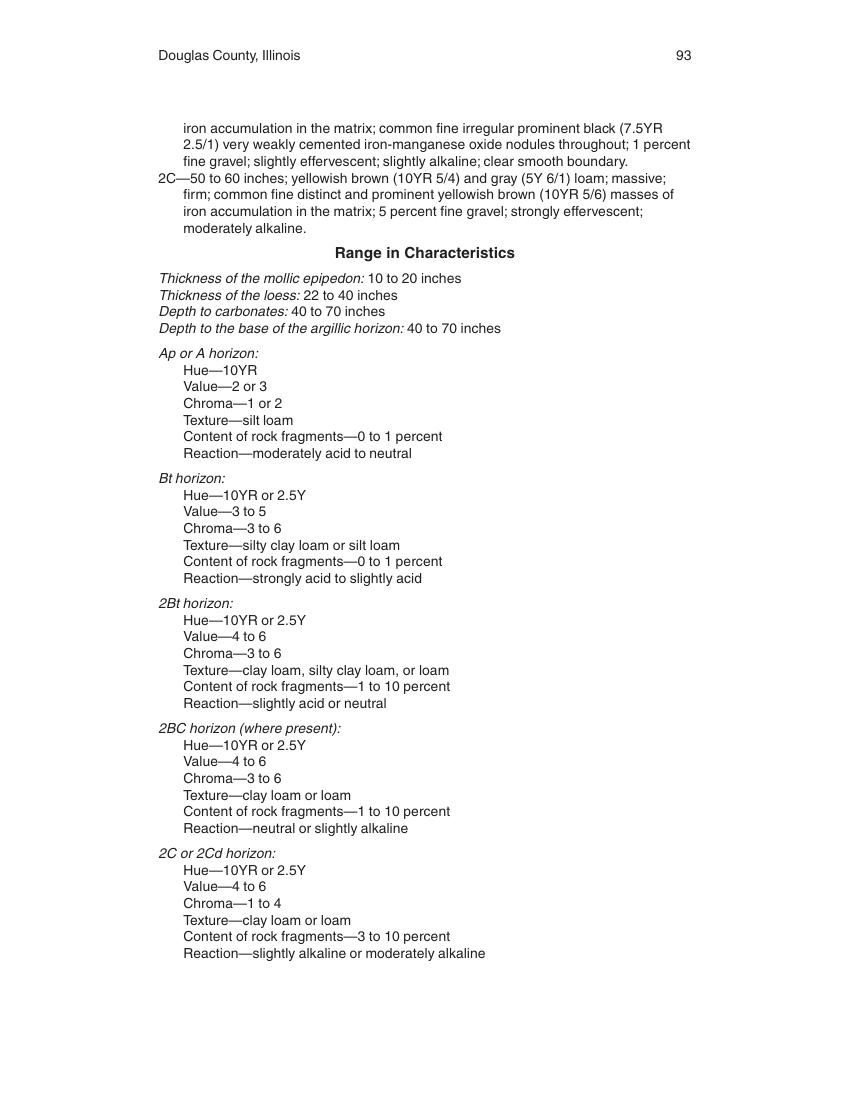 Douglas County, Illinois 93
iron accumulation in the matrix; common fine irregular prominent black (7.5YR
2.5/1) very weakly cemented iron-manganese oxide nodules throughout; 1 percent
fine gravel; slightly effervescent; slightly alkaline; clear smooth boundary.
2C—50 to 60 inches; yellowish brown (10YR 5/4) and gray (5Y 6/1) loam; massive;
firm; common fine distinct and prominent yellowish brown (10YR 5/6) masses of
iron accumulation in the matrix; 5 percent fine gravel; strongly effervescent;
moderately alkaline.
Range in Characteristics
Thickness of the mollic epipedon: 10 to 20 inches
Thickness of the loess: 22 to 40 inches
Depth to carbonates: 40 to 70 inches
Depth to the base of the argillic horizon: 40 to 70 inches
Ap or A horizon:
Hue—10YR
Value—2 or 3
Chroma—1 or 2
Texture—silt loam
Content of rock fragments—0 to 1 percent
Reaction—moderately acid to neutral
Bt horizon:
Hue—10YR or 2.5Y
Value—3 to 5
Chroma—3 to 6
Texture—silty clay loam or silt loam
Content of rock fragments—0 to 1 percent
Reaction—strongly acid to slightly acid
2Bt horizon:
Hue—10YR or 2.5Y
Value—4 to 6
Chroma—3 to 6
Texture—clay loam, silty clay loam, or loam
Content of rock fragments—1 to 10 percent
Reaction—slightly acid or neutral
2BC horizon (where present):
Hue—10YR or 2.5Y
Value—4 to 6
Chroma—3 to 6
Texture—clay loam or loam
Content of rock fragments—1 to 10 percent
Reaction—neutral or slightly alkaline
2C or 2Cd horizon:
Hue—10YR or 2.5Y
Value—4 to 6
Chroma—1 to 4
Texture—clay loam or loam
Content of rock fragments—3 to 10 percent
Reaction—slightly alkaline or moderately alkaline